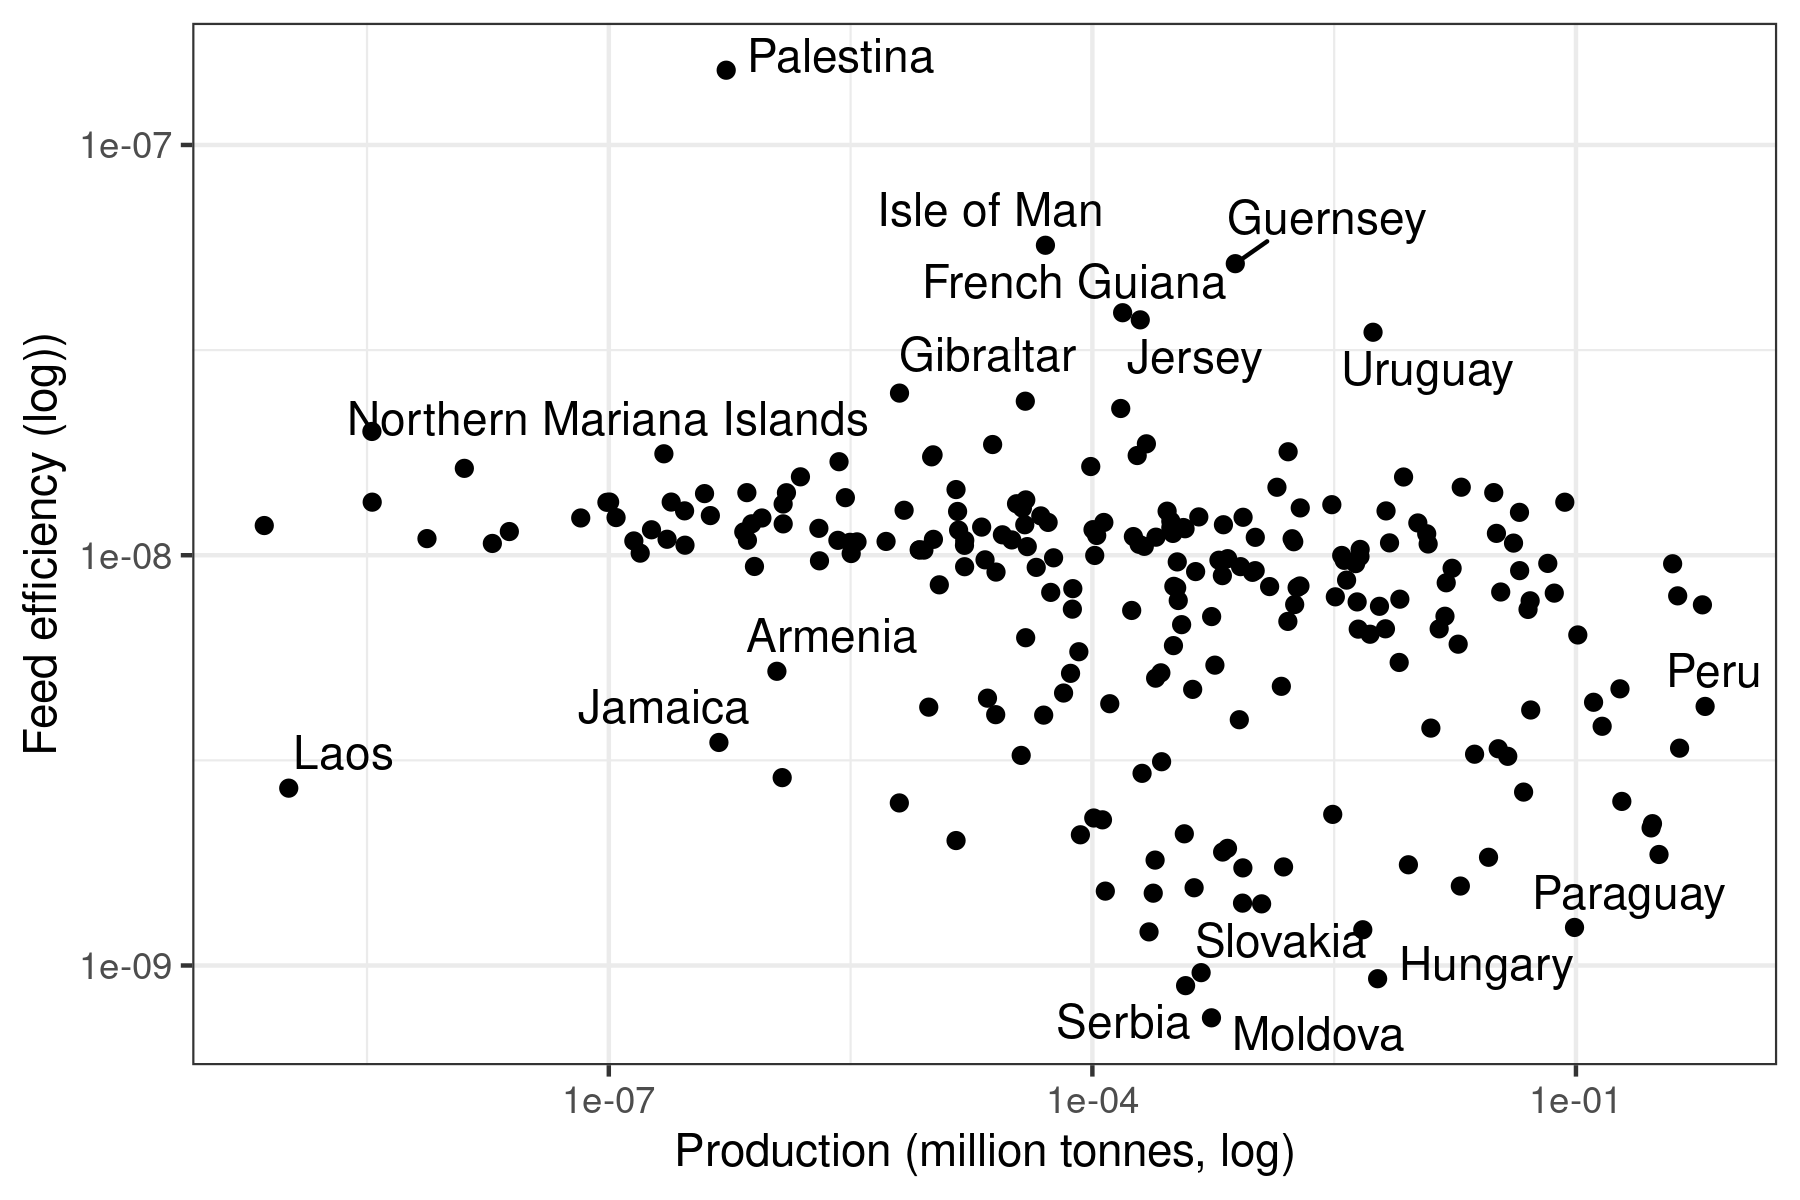 Palestina
1e-07
Isle of Man
Guernsey
French Guiana
Gibraltar
Jersey
Uruguay
Northern Mariana Islands
1e-08
Armenia
Peru
Jamaica
Laos
Paraguay
Slovakia
1e-09
Hungary
Serbia
Moldova
1e-07
1e-04
1e-01
Production (million tonnes, log)
Feed efficiency (log))